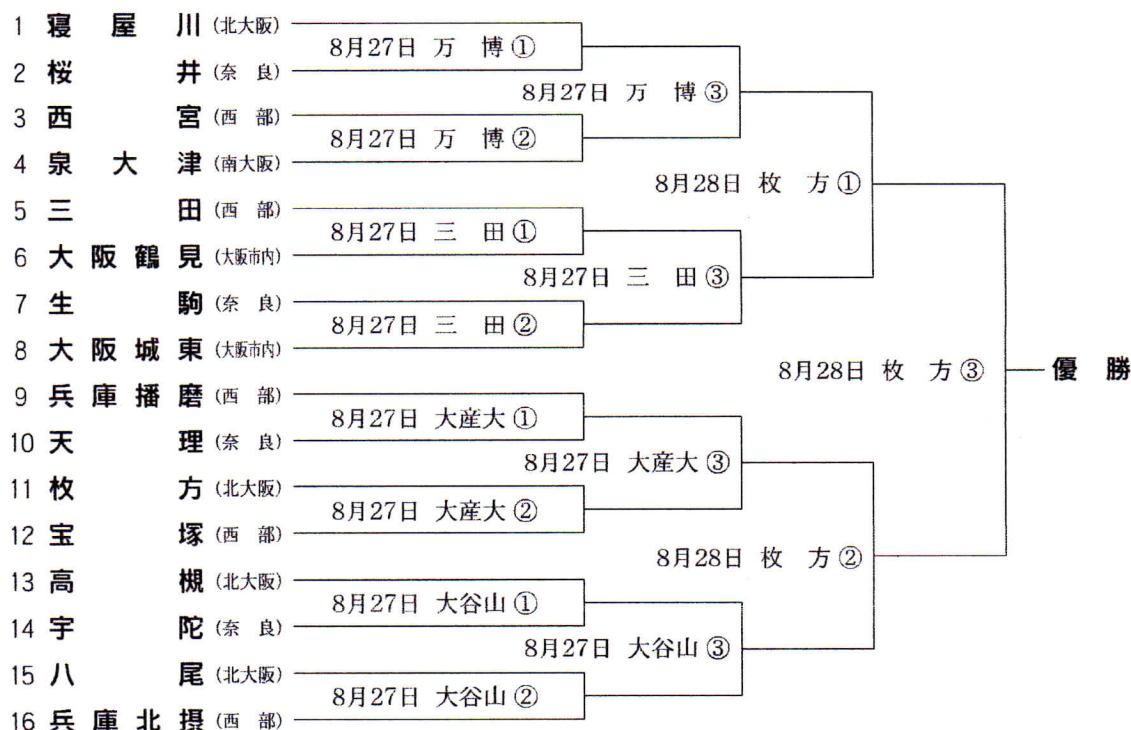 1 寝屋川 (北大阪)
8月27日 万博①
2 桜井 (奈良)
8月27日 万博③
3 西宮 (西部)
8月27日 万博②
4 泉大津 (南大阪)
8月28日 枚方①
5 三田 (西部)
8月27日 三田①
6 大阪鶴見 (大阪市内)
8月27日 三田③
7 生駒 (奈良)
8月27日 三田②
8 大阪城東 (大阪市内)
8月28日 枚方③
優勝
9 兵庫播磨 (西部)
8月27日 大産大①
10 天理 (奈良)
8月27日 大産大③
11 枚方 (北大阪)
8月27日 大産大②
12 宝塚 (西部)
8月28日 枚方②
13 高槻 (北大阪)
8月27日 大谷山①
14 宇陀 (奈良)
8月27日 大谷山③
15 八尾 (北大阪)
8月27日 大谷山②
16 兵庫北摂 (西部)